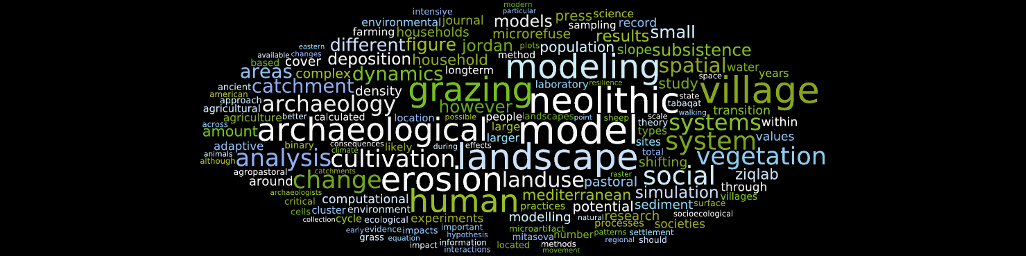 modern
intensive particular
environmental journal models press science
farming households microrefuse sampling record
different figure jordan plots population results small
available eastern changes cover deposition household method slope subsistence
based areas complex dynamics longterm modeling spatial water
ancient catchment density grazing laboratory resilience study space years
american approach archaeology however neolithic state tabaqat village
agricultural calculated location people possible landscapes point sheep walking transition
agriculture better large scale theory systems within
across amount archaeological model types
adaptive binary consequences likely during effects larger sites system values
animals climate total
although analysis cultivation landscape shifting vegetation
agropastoral catchments raster
around change erosion landuse pastoral social ziqlab
archaeologists mediterranean simulation through
critical computational human practices potential sediment surface villages
cells cluster environment modelling natural research socioecological
collection cycle ecological experiments processes societies
early evidence impacts important microartifact number patterns settlement
grass equation hypothesis mitasova regional should
impact information located methods
interactions movement